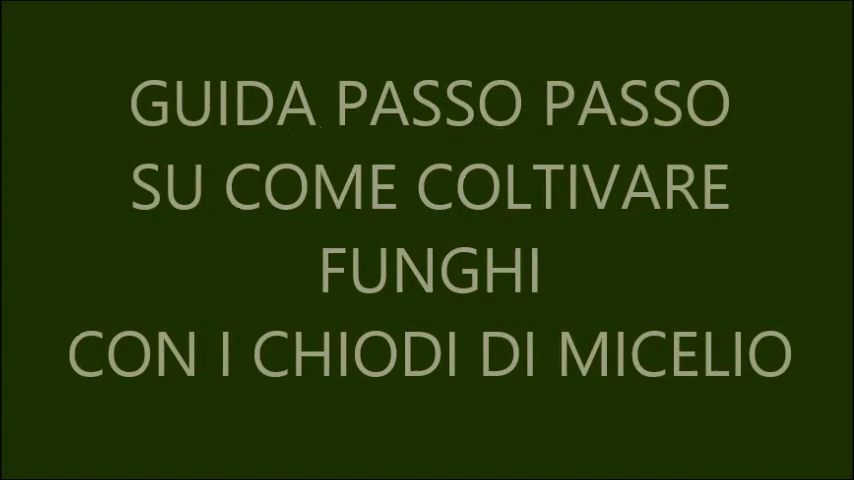 GUIDA PASSO PASSO
SU COME COLTIVARE
FUNGHI
CON I CHIODI DI MICELIO